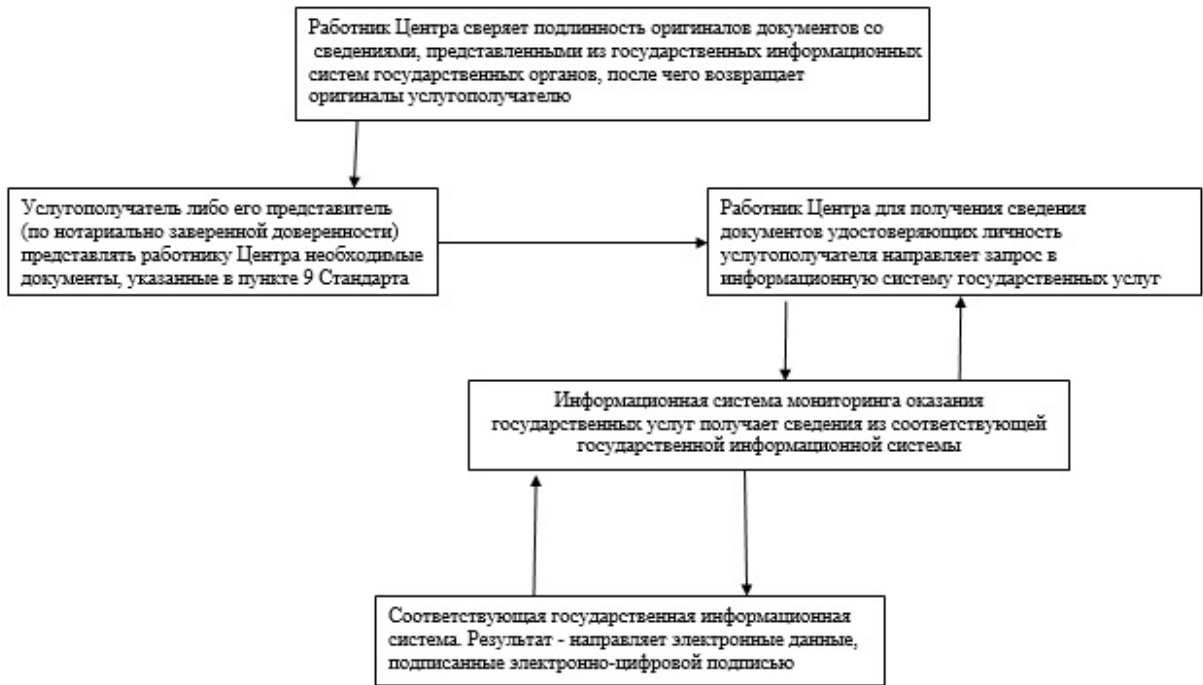 Работник Центра сверяет подлинность оригиналов документов со
сведениями, представленными из государственных информационных
систем государственных органов, после чего возвращает
оригиналы услугополучателю
Услугополучатель либо его представитель
(по нотариально заверенной доверенности)
представлять работнику Центра необходимые
документы, указанные в пункте 9 Стандарта
Работник Центра для получения сведения
документов удостоверяющих личность
услугополучателя направляет запрос в
информационную систему государственных услуг
Информационная система мониторинга оказания
государственных услуг получает сведения из соответствующей
государственной информационной системы
Соответствующая государственная информационная
система. Результат - направляет электронные данные,
подписанные электронно-цифровой подписью